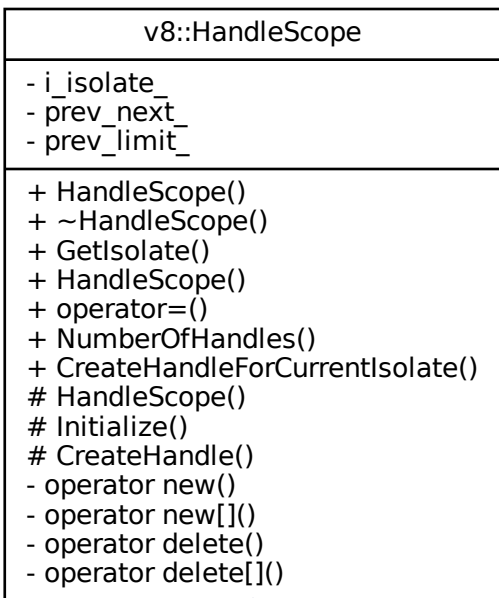 v8::HandleScope
- i_isolate_
- prev_next_
- prev_limit_
+ HandleScope()
+ ~HandleScope()
+ GetIsolate()
+ HandleScope()
+ operator=()
+ NumberOfHandles()
+ CreateHandleForCurrentIsolate()
# HandleScope()
# Initialize()
# CreateHandle()
- operator new()
- operator new[]()
- operator delete()
- operator delete[]()